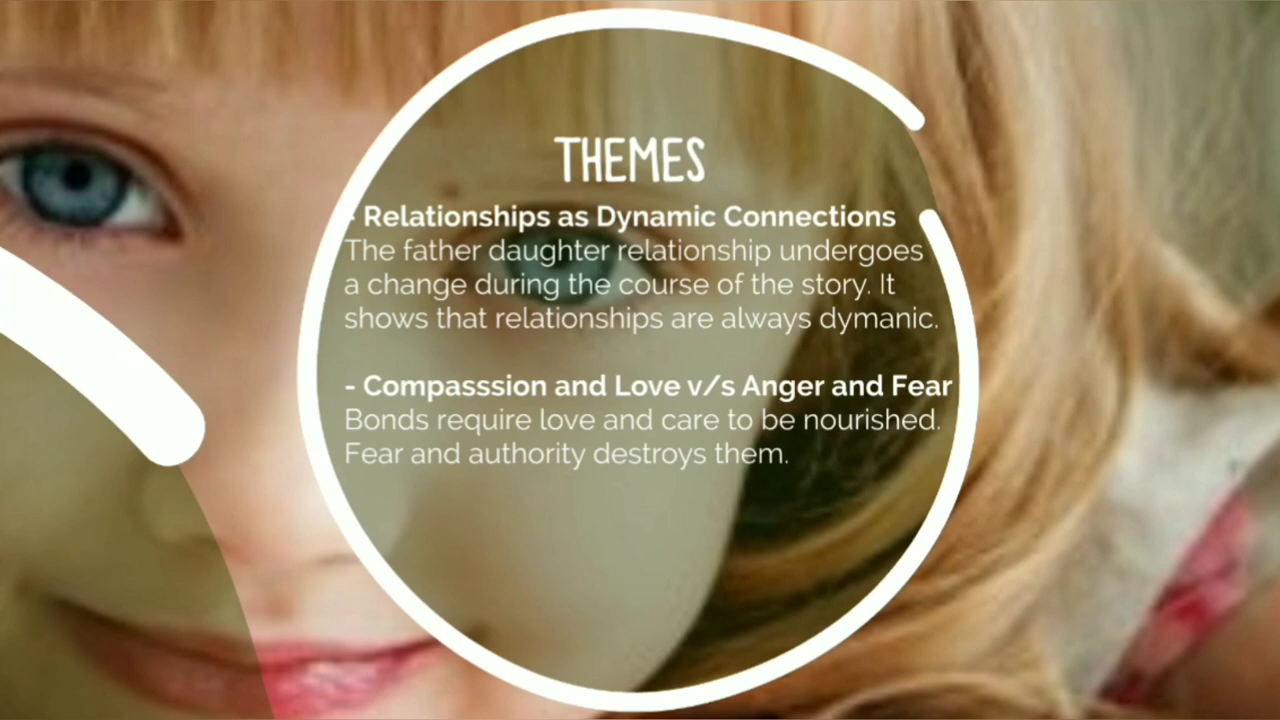 THEMES
- Relationships as Dynamic Connections
The father daughter relationship undergoes
a change during the course of the story. It
shows that relationships are always dymanic.
- Compasssion and Love v/s Anger and Fear
Bonds require love and care to be nourished.
Fear and authority destroys them.